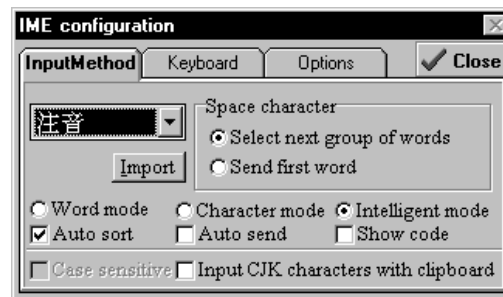 IME configuration
InputMethod Keyboard Options Close
注音
Space character
Select next group of words
Import
Send first word
Word mode Character mode Intelligent mode
Auto sort Auto send Show code
Case sensitive Input CJK characters with clipboard